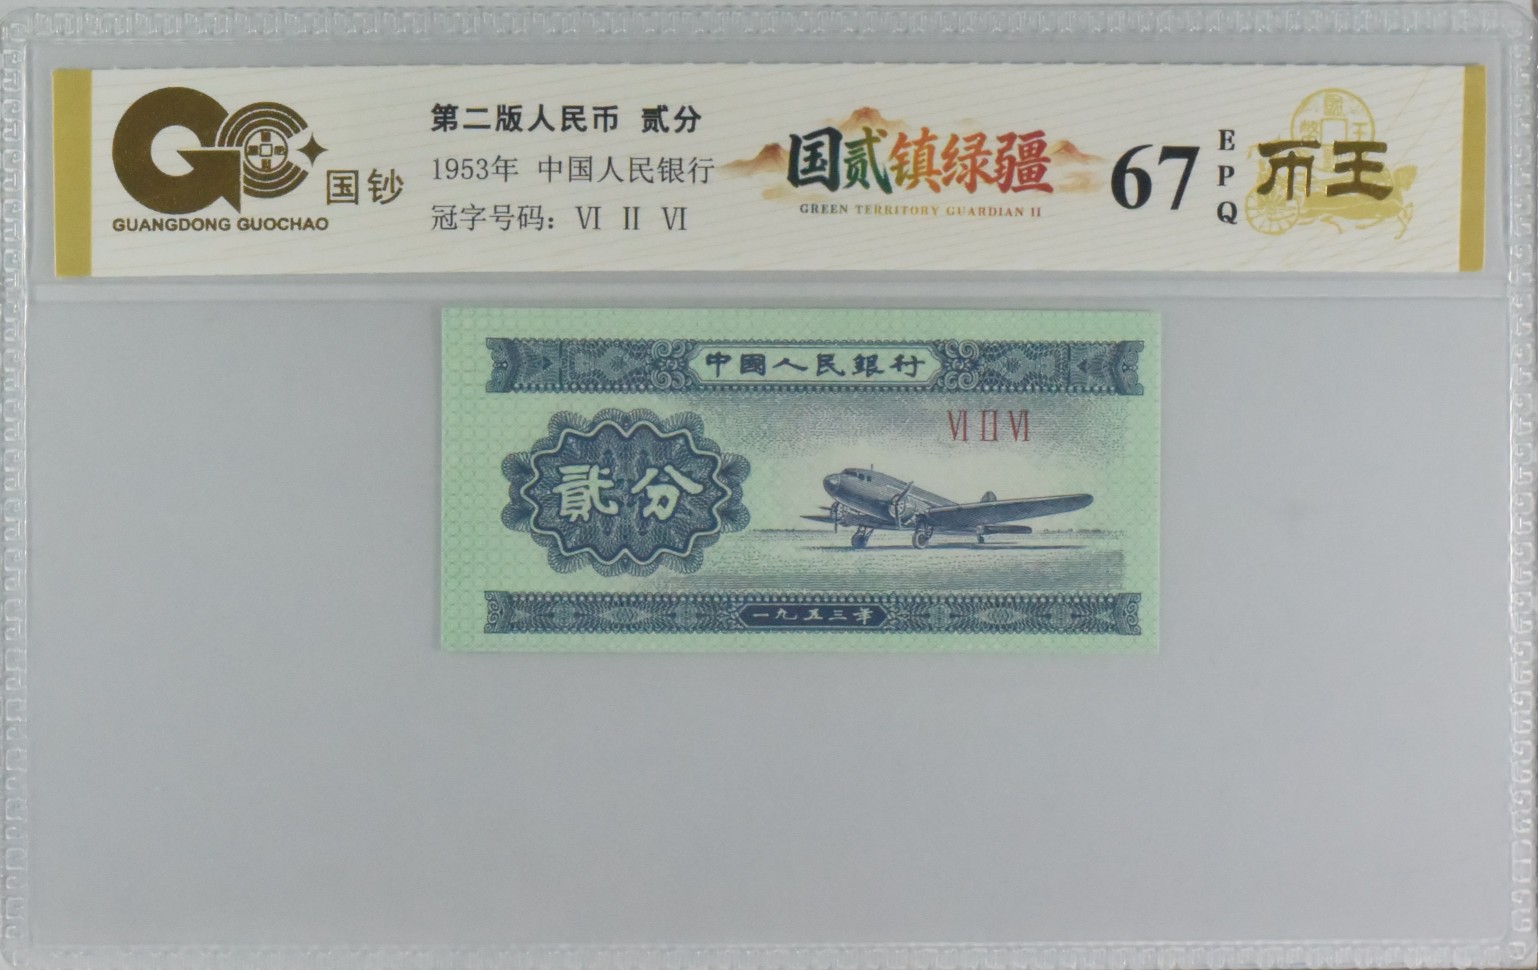 GC
国钞
GUANGDONG GUOCHAO
第二版人民币 贰分
1953年 中国人民银行
冠字号码：Ⅵ Ⅱ Ⅵ
国贰镇绿疆
GREEN TERRITORY GUARDIAN II
67
EPQ
币王
中國人民銀行
Ⅵ Ⅱ Ⅵ
貳分
一九五三年